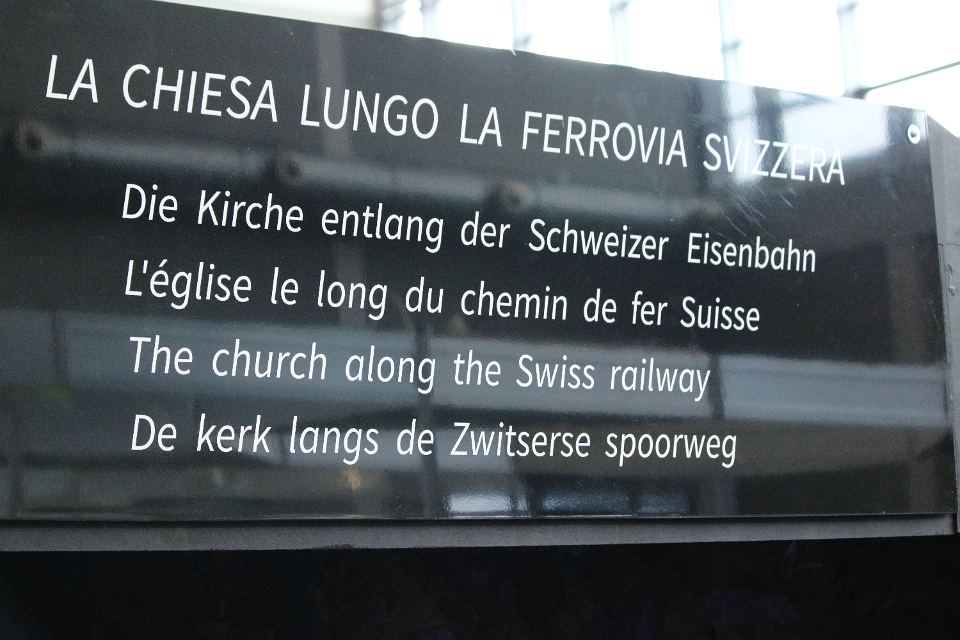 LA CHIESA LUNGO LA FERROVIA SVIZZERA
Die Kirche entlang der Schweizer Eisenbahn
L'église le long du chemin de fer Suisse
The church along the Swiss railway
De kerk langs de Zwitserse spoorweg